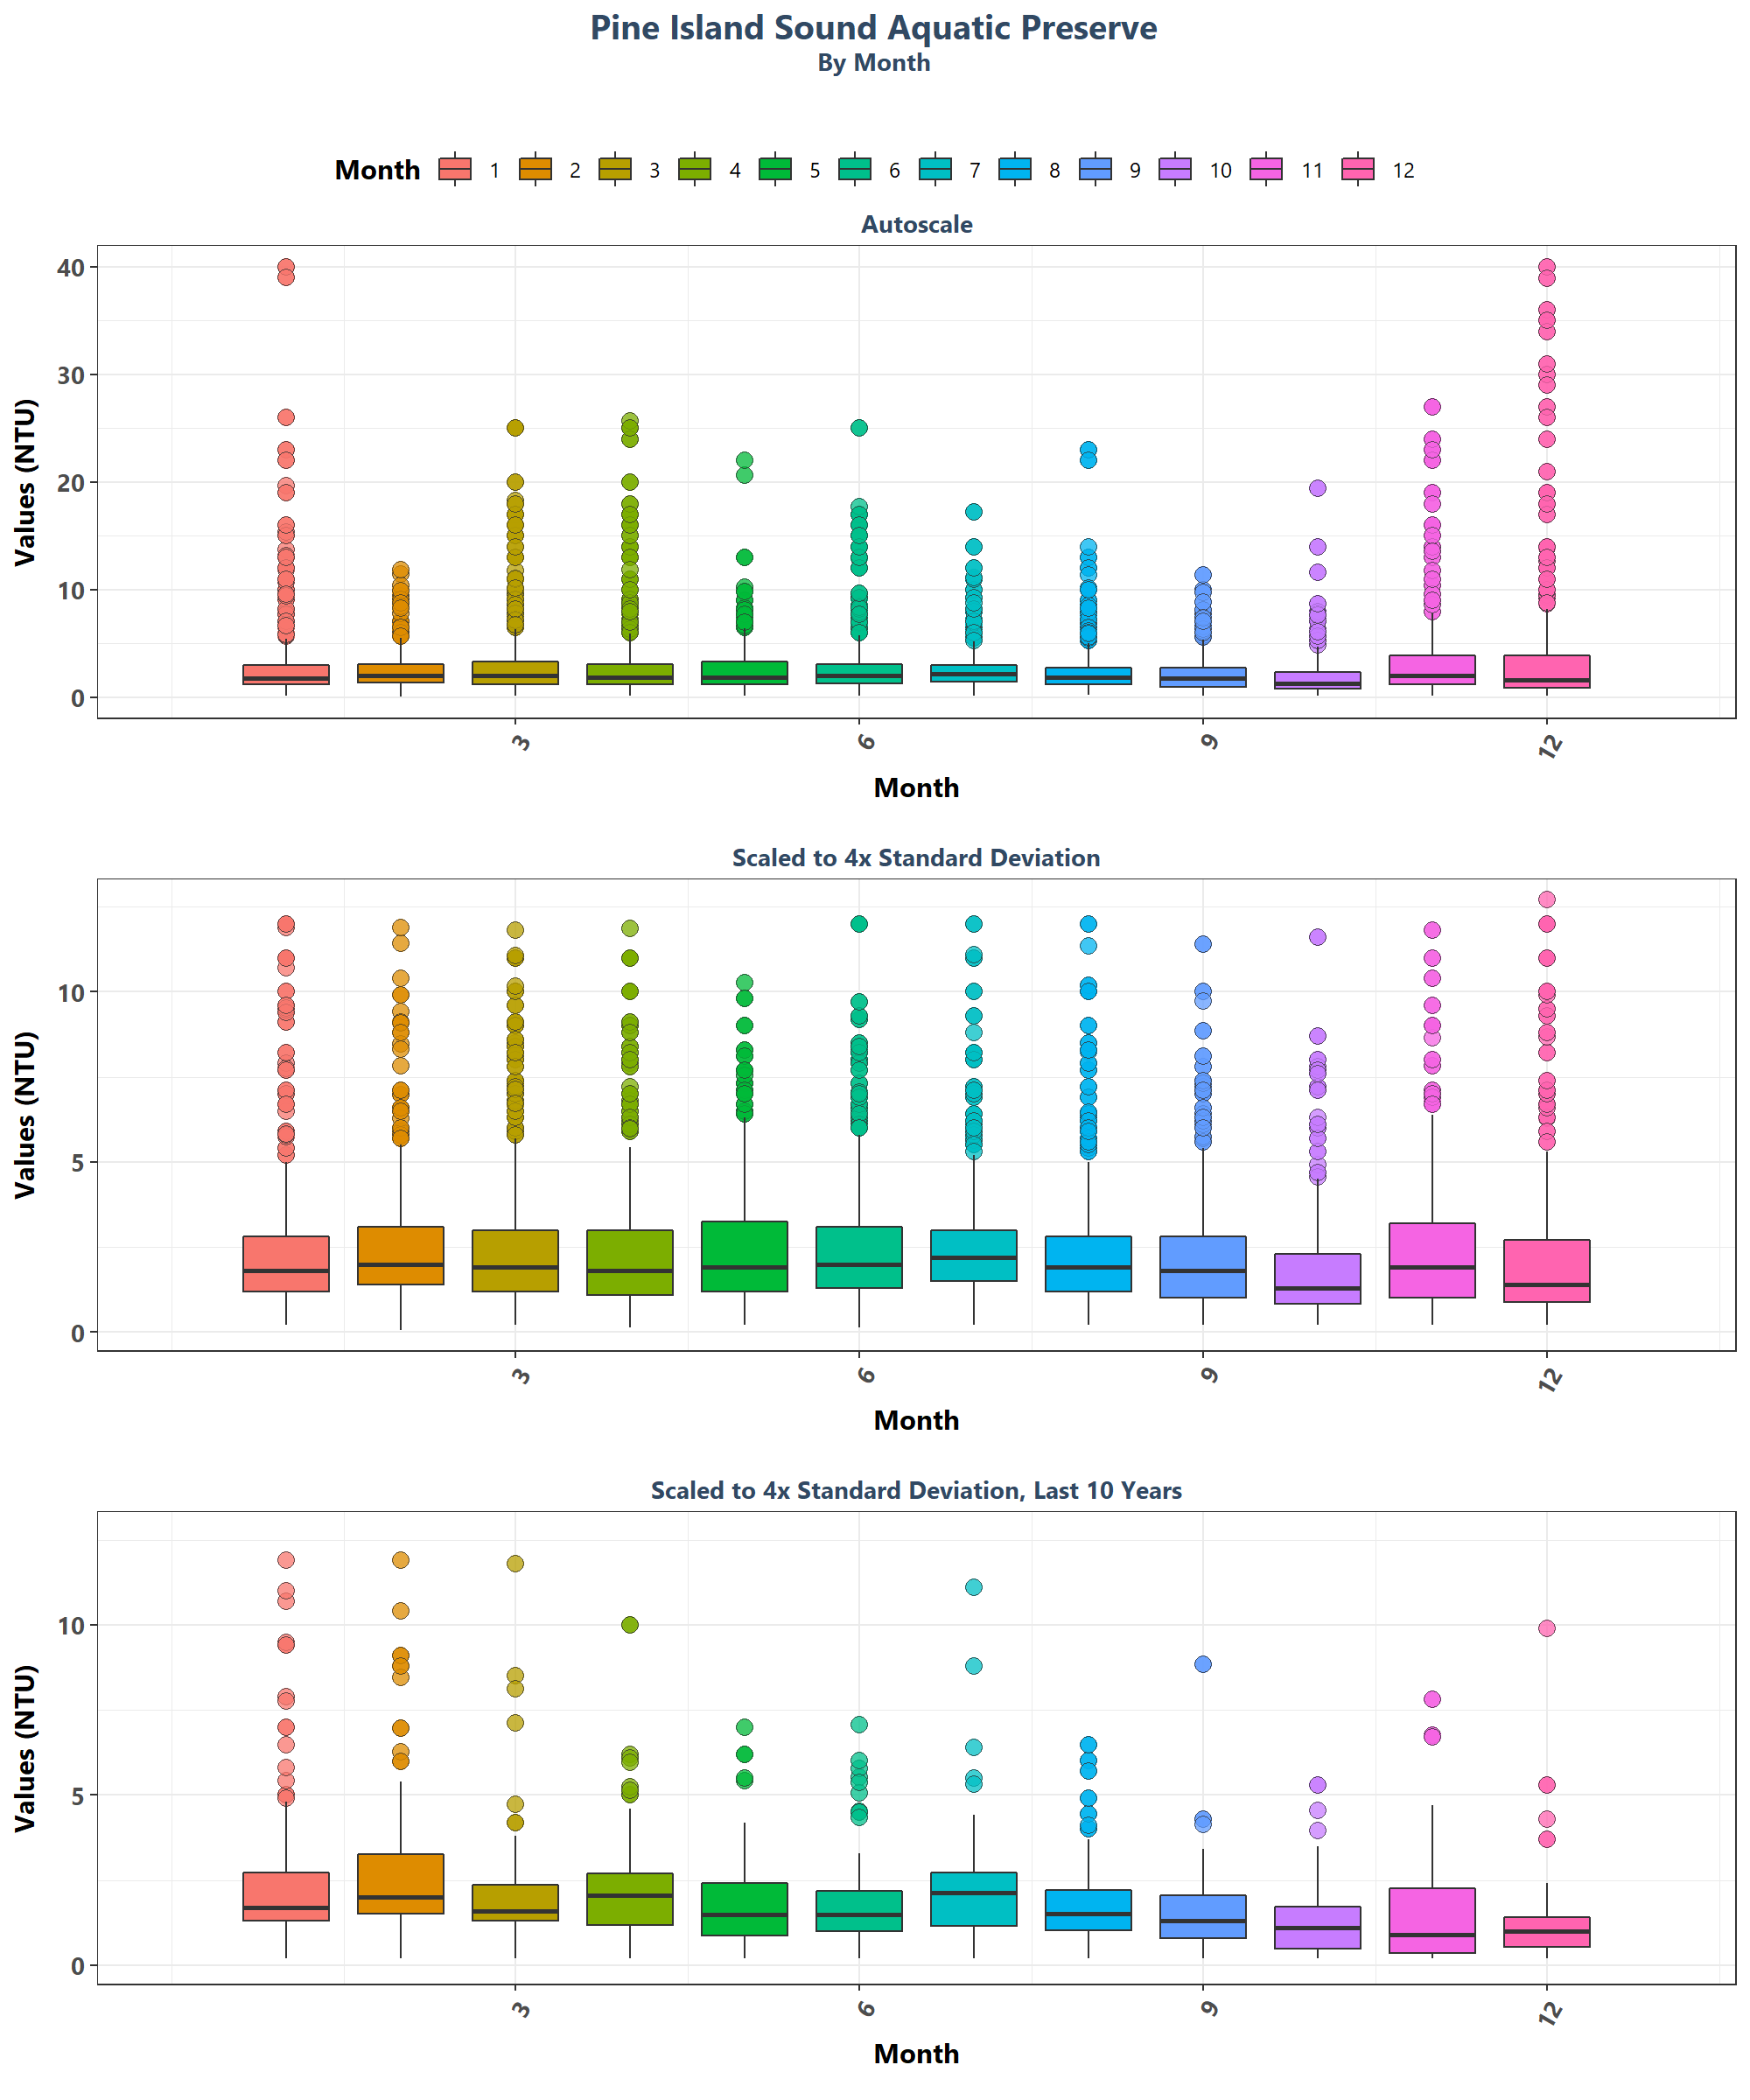 Pine Island Sound Aquatic Preserve
By Month
Month 1 2 3 4 5 6 7 8 9 10 11 12
Autoscale
Values (NTU)
40
30
20
10
0
3 6 9 12
Month
Scaled to 4x Standard Deviation
Values (NTU)
10
5
0
3 6 9 12
Month
Scaled to 4x Standard Deviation, Last 10 Years
Values (NTU)
10
5
0
3 6 9 12
Month